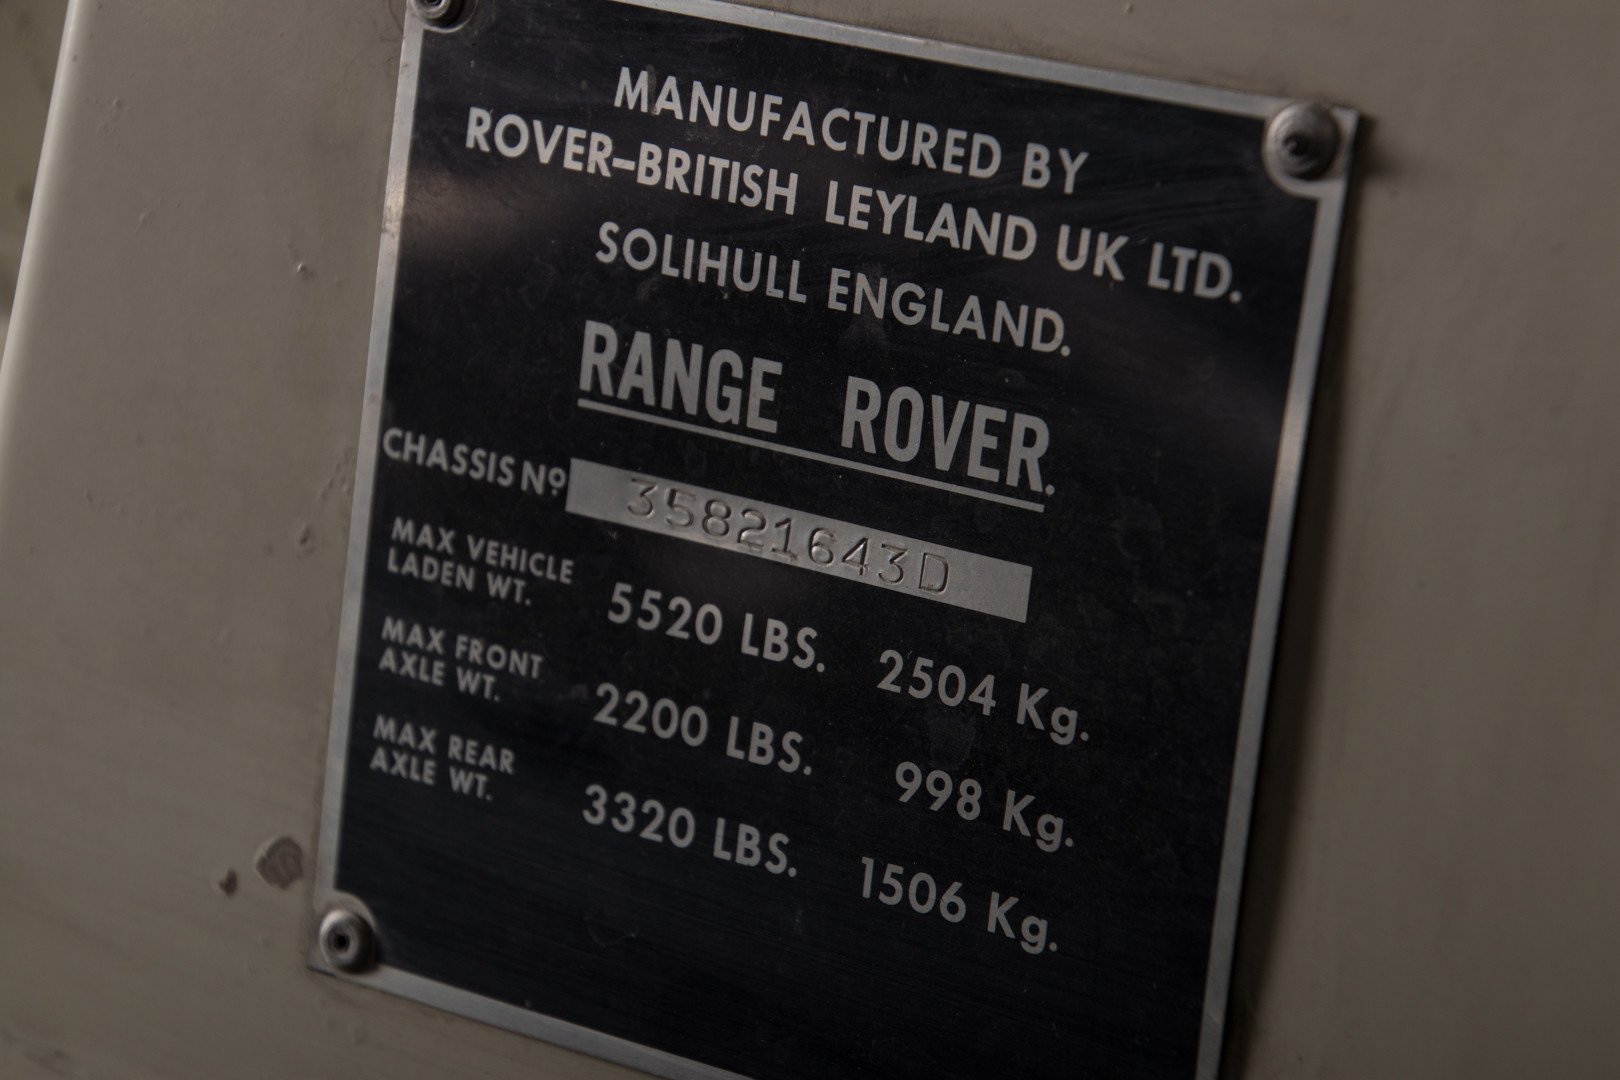 MANUFACTURED BY
ROVER–BRITISH LEYLAND UK LTD.
SOLIHULL ENGLAND.
RANGE ROVER.
CHASSIS Nº 35821643D
MAX VEHICLE
LADEN WT. 5520 LBS. 2504 Kg.
MAX FRONT
AXLE WT. 2200 LBS. 998 Kg.
MAX REAR
AXLE WT. 3320 LBS. 1506 Kg.